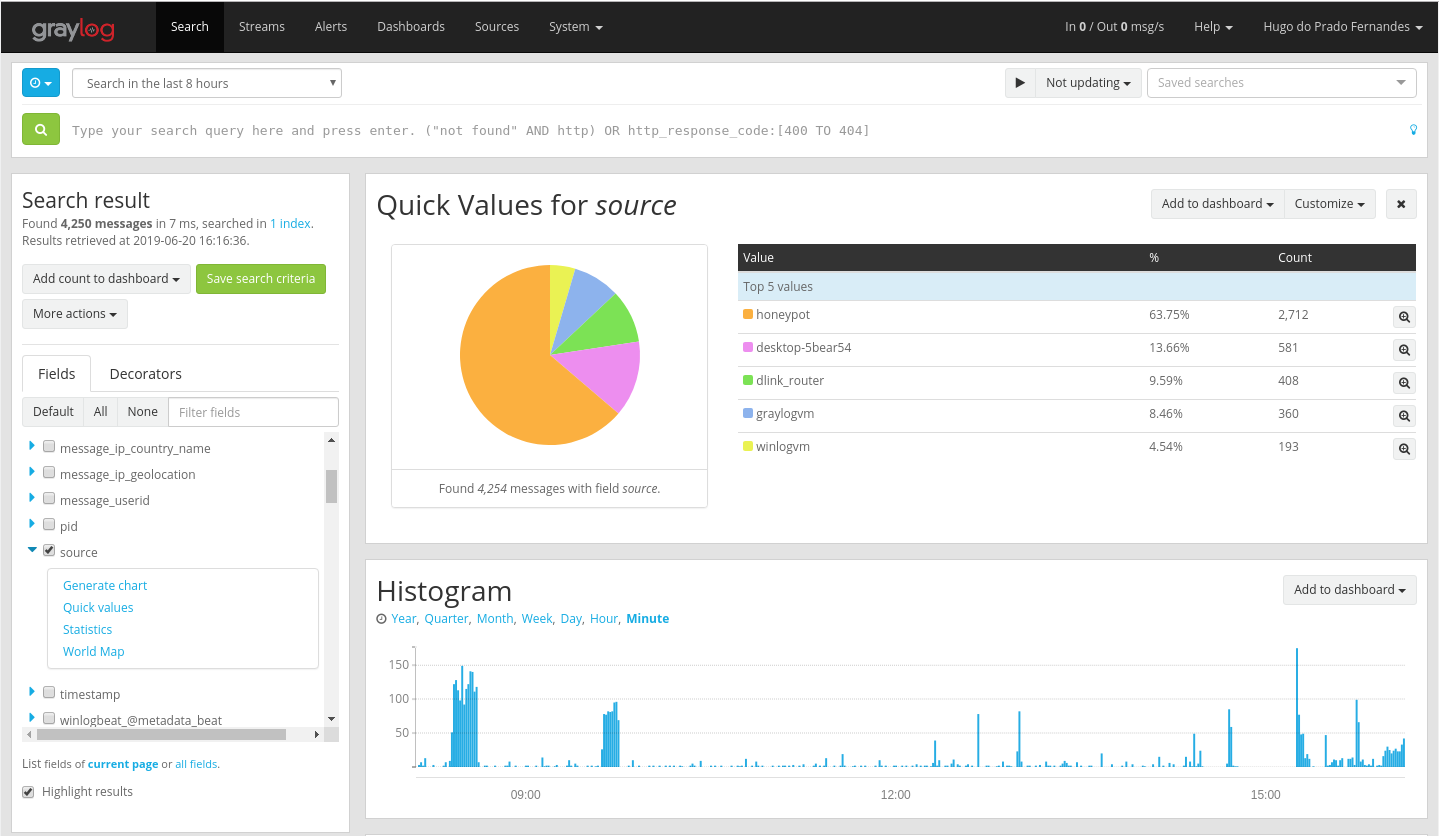 graylog Search Streams Alerts Dashboards Sources System In 0 / Out 0 msg/s Help Hugo do Prado Fernandes
Search in the last 8 hours Not updating Saved searches
Type your search query here and press enter. ("not found" AND http) OR http_response_code:[400 TO 404]
Search result
Found 4,250 messages in 7 ms, searched in 1 index.
Results retrieved at 2019-06-20 16:16:36.
Add count to dashboard Save search criteria
More actions
Fields Decorators
Default All None Filter fields
message_ip_country_name
message_ip_geolocation
message_userid
pid
source
Generate chart
Quick values
Statistics
World Map
timestamp
winlogbeat_@metadata_beat
List fields of current page or all fields.
Highlight results
Quick Values for source Add to dashboard Customize
Value % Count
Top 5 values
honeypot 63.75% 2,712
desktop-5bear54 13.66% 581
dlink_router 9.59% 408
graylogvm 8.46% 360
winlogvm 4.54% 193
Found 4,254 messages with field source.
Histogram Add to dashboard
Year, Quarter, Month, Week, Day, Hour, Minute
150
100
50
09:00 12:00 15:00